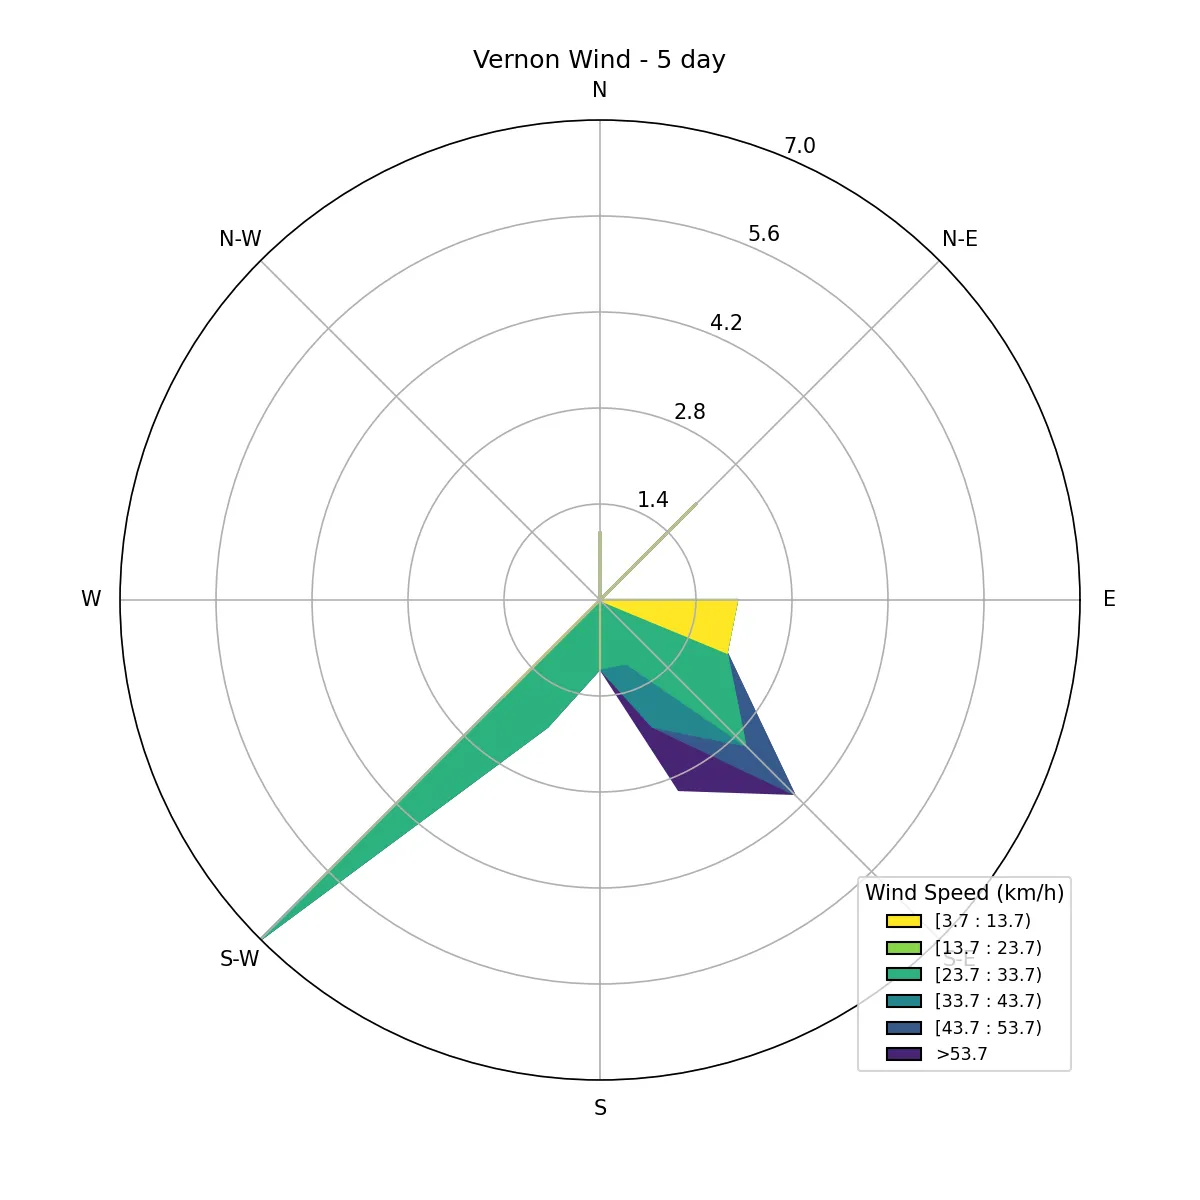 Vernon Wind - 5 day
N
7.0
N-W
5.6
N-E
4.2
2.8
1.4
W
E
S-W
S-E
Wind Speed (km/h)
[3.7 : 13.7)
[13.7 : 23.7)
[23.7 : 33.7)
[33.7 : 43.7)
[43.7 : 53.7)
>53.7
S